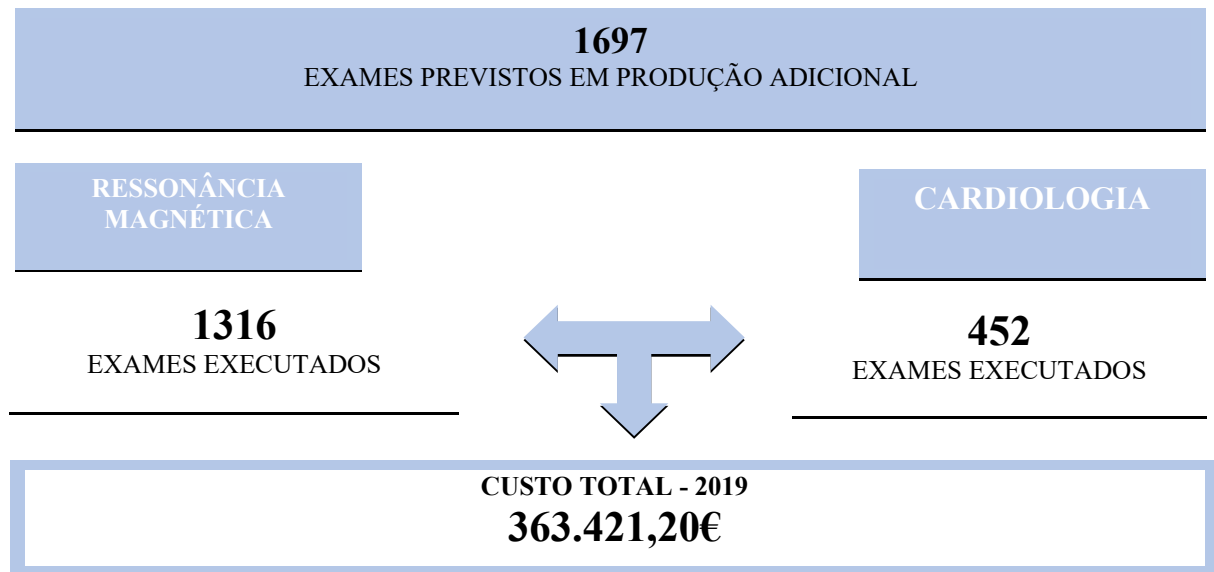 1697
EXAMES PREVISTOS EM PRODUÇÃO ADICIONAL
RESSONÂNCIA
MAGNÉTICA
CARDIOLOGIA
1316
EXAMES EXECUTADOS
452
EXAMES EXECUTADOS
CUSTO TOTAL - 2019
363.421,20€